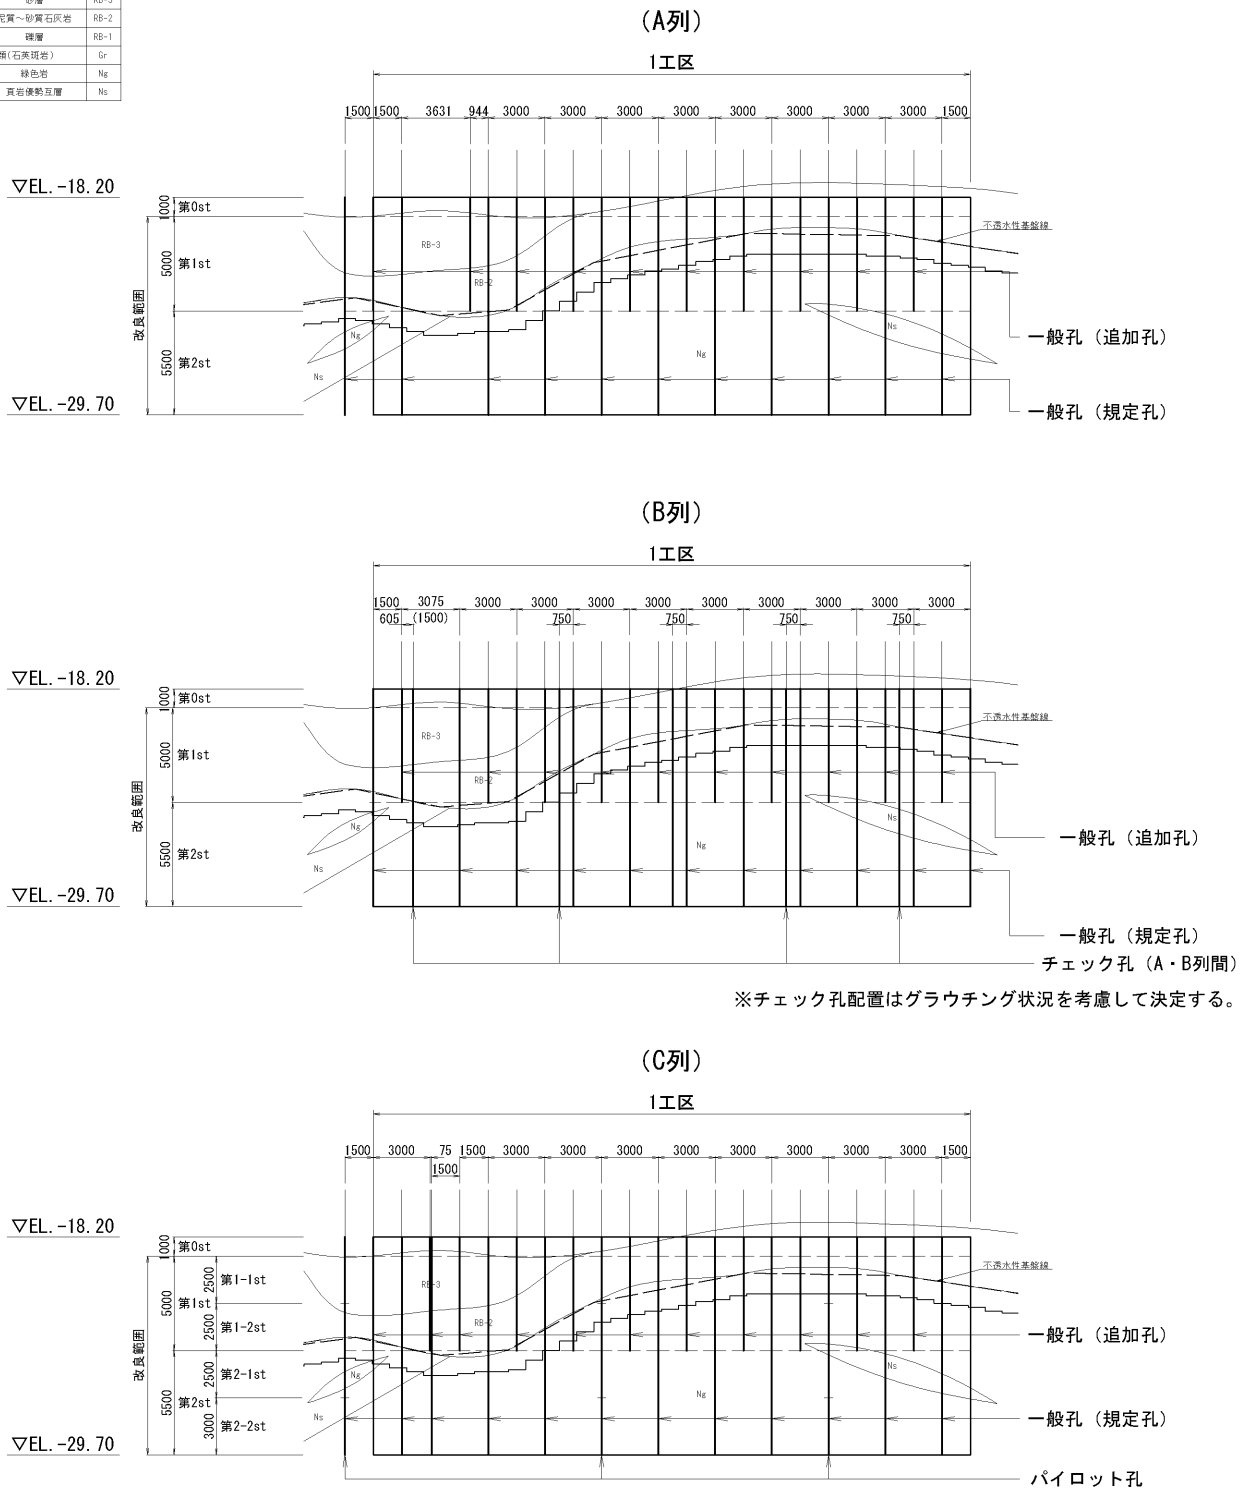 RB-3
泥質～砂質石灰岩 RB-2
礫層 RB-1
類(石英斑岩) Gr
緑色岩 Ng
頁岩優勢互層 Ns
(A列)
1工区
1500 1500 3631 944 3000 3000 3000 3000 3000 3000 3000 3000 1500
▽EL.-18.20
1000 第0st
5000 第1st
改良範囲
5500 第2st
▽EL.-29.70
RB-3
RB-2
Ng
Ns
Ng
Ns
不透水性基盤線
一般孔（追加孔）
一般孔（規定孔）
(B列)
1工区
1500 3075 3000 3000 3000 3000 3000 3000 3000 3000
605 (1500) 750 750 750 750
▽EL.-18.20
1000 第0st
5000 第1st
改良範囲
5500 第2st
▽EL.-29.70
RB-3
RB-2
Ng
Ns
Ng
Ns
不透水性基盤線
一般孔（追加孔）
一般孔（規定孔）
チェック孔（A・B列間）
※チェック孔配置はグラウチング状況を考慮して決定する。
(C列)
1工区
1500 3000 75 1500 3000 3000 3000 3000 3000 3000 3000 3000 1500
1500
▽EL.-18.20
1000 第0st
2500 第1-1st
5000 第1st
2500 第1-2st
改良範囲
2500 第2-1st
5500 第2st
3000 第2-2st
▽EL.-29.70
RB-3
RB-2
Ng
Ns
Ng
Ns
不透水性基盤線
一般孔（追加孔）
一般孔（規定孔）
パイロット孔